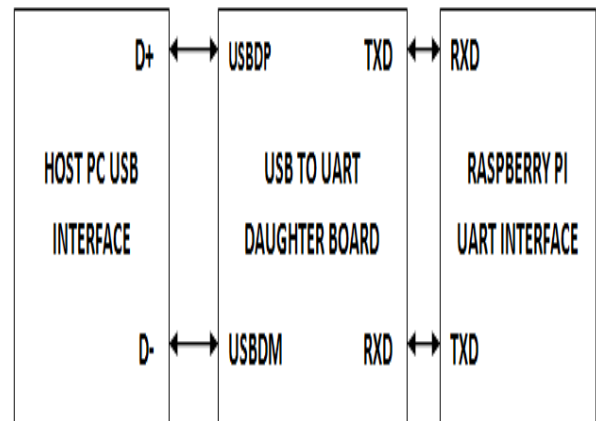 D+ USBDP TXD RXD
HOST PC USB
INTERFACE
USB TO UART
DAUGHTER BOARD
RASPBERRY PI
UART INTERFACE
D- USBDM RXD TXD